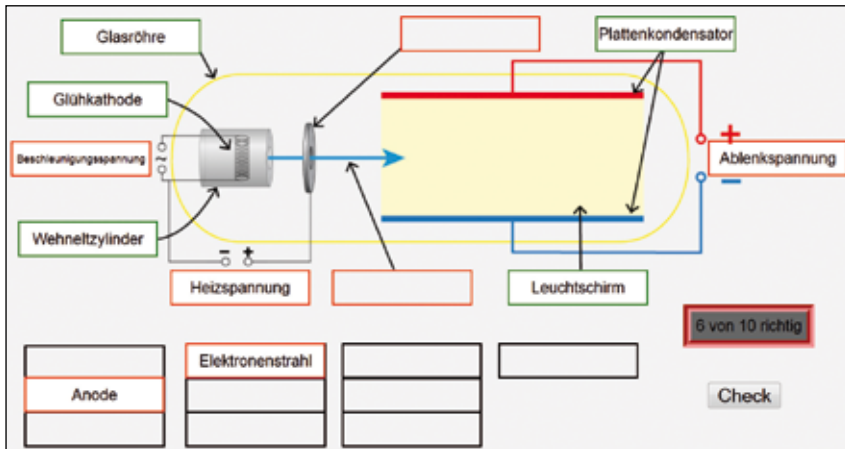 Glasröhre
Plattenkondensator
Glühkathode
+
Beschleunigungsspannung
~
Ablenkspannung
−
Wehneltzylinder
− +
Heizspannung
Leuchtschirm
6 von 10 richtig
Elektronenstrahl
Anode
Check